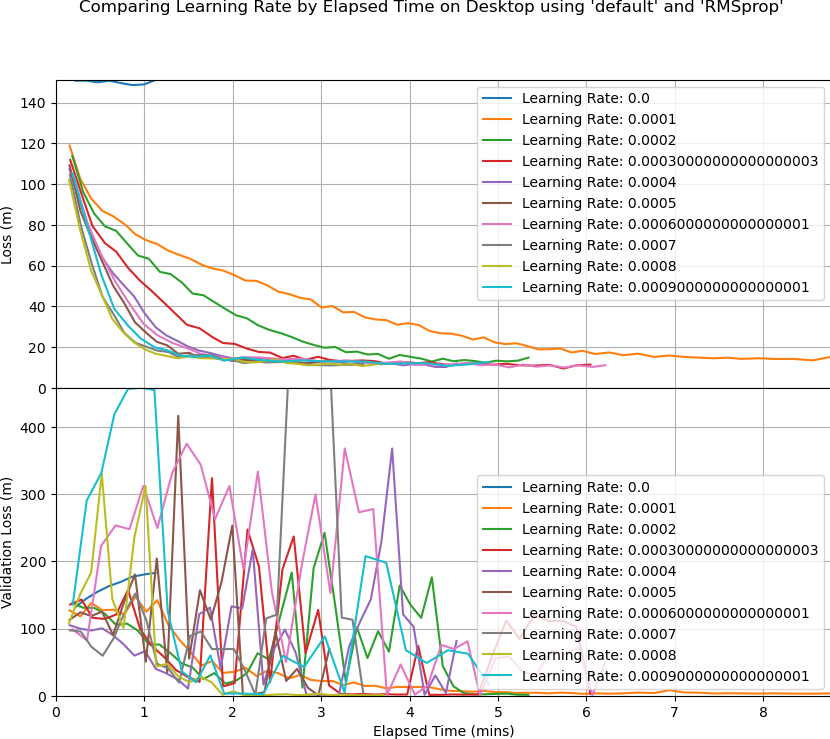 Comparing Learning Rate by Elapsed Time on Desktop using 'default' and 'RMSprop'
140
120
100
80
60
40
20
0
Loss (m)
Learning Rate: 0.0
Learning Rate: 0.0001
Learning Rate: 0.0002
Learning Rate: 0.00030000000000000003
Learning Rate: 0.0004
Learning Rate: 0.0005
Learning Rate: 0.0006000000000000001
Learning Rate: 0.0007
Learning Rate: 0.0008
Learning Rate: 0.0009000000000000001
400
300
200
100
0
Validation Loss (m)
Learning Rate: 0.0
Learning Rate: 0.0001
Learning Rate: 0.0002
Learning Rate: 0.00030000000000000003
Learning Rate: 0.0004
Learning Rate: 0.0005
Learning Rate: 0.0006000000000000001
Learning Rate: 0.0007
Learning Rate: 0.0008
Learning Rate: 0.0009000000000000001
0 1 2 3 4 5 6 7 8
Elapsed Time (mins)